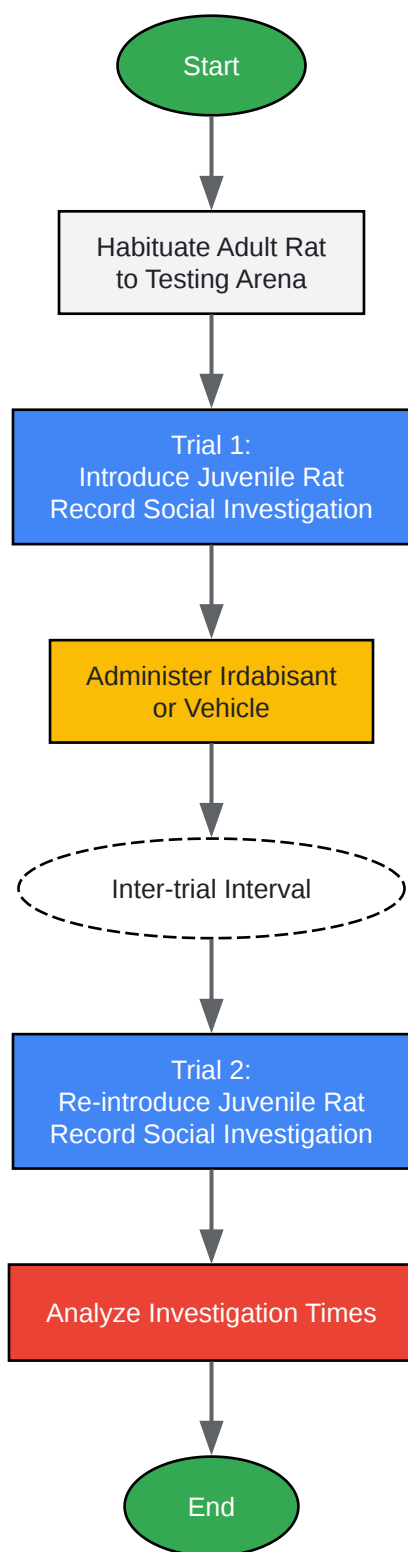 Start
Habituate Adult Rat
to Testing Arena
Trial 1:
Introduce Juvenile Rat
Record Social Investigation
Administer Irdabisant
or Vehicle
Inter-trial Interval
Trial 2:
Re-introduce Juvenile Rat
Record Social Investigation
Analyze Investigation Times
End